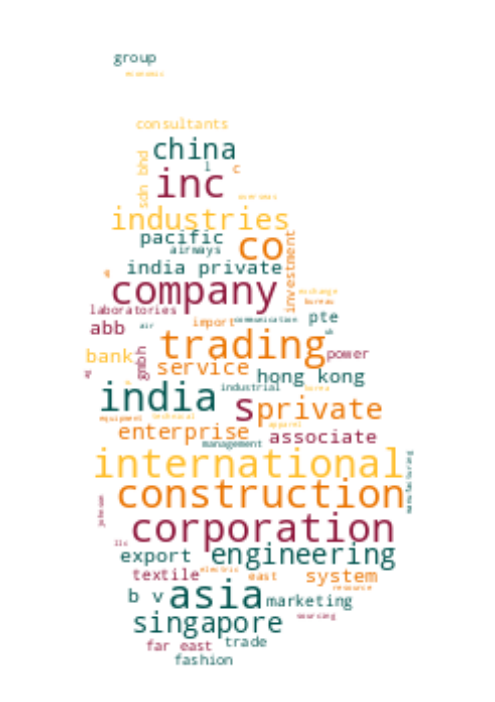 group
economic
consultants
china
sdn bhd
l
c
inc
overseas
industries
pacific
co
airways
investment
india private
company
exchange
bureau
laboratories
import
communication
pte
abb
air
uk
trading
bank
gmbh
power
service
hong kong
industrial
korea
india
s
private
equipment
technical
apparel
enterprise
associate
management
international
manufacturing
construction
johnson
corporation
llc
export
engineering
electric
textile
east
system
resource
b v
asia
marketing
sourcing
singapore
far east
trade
fashion